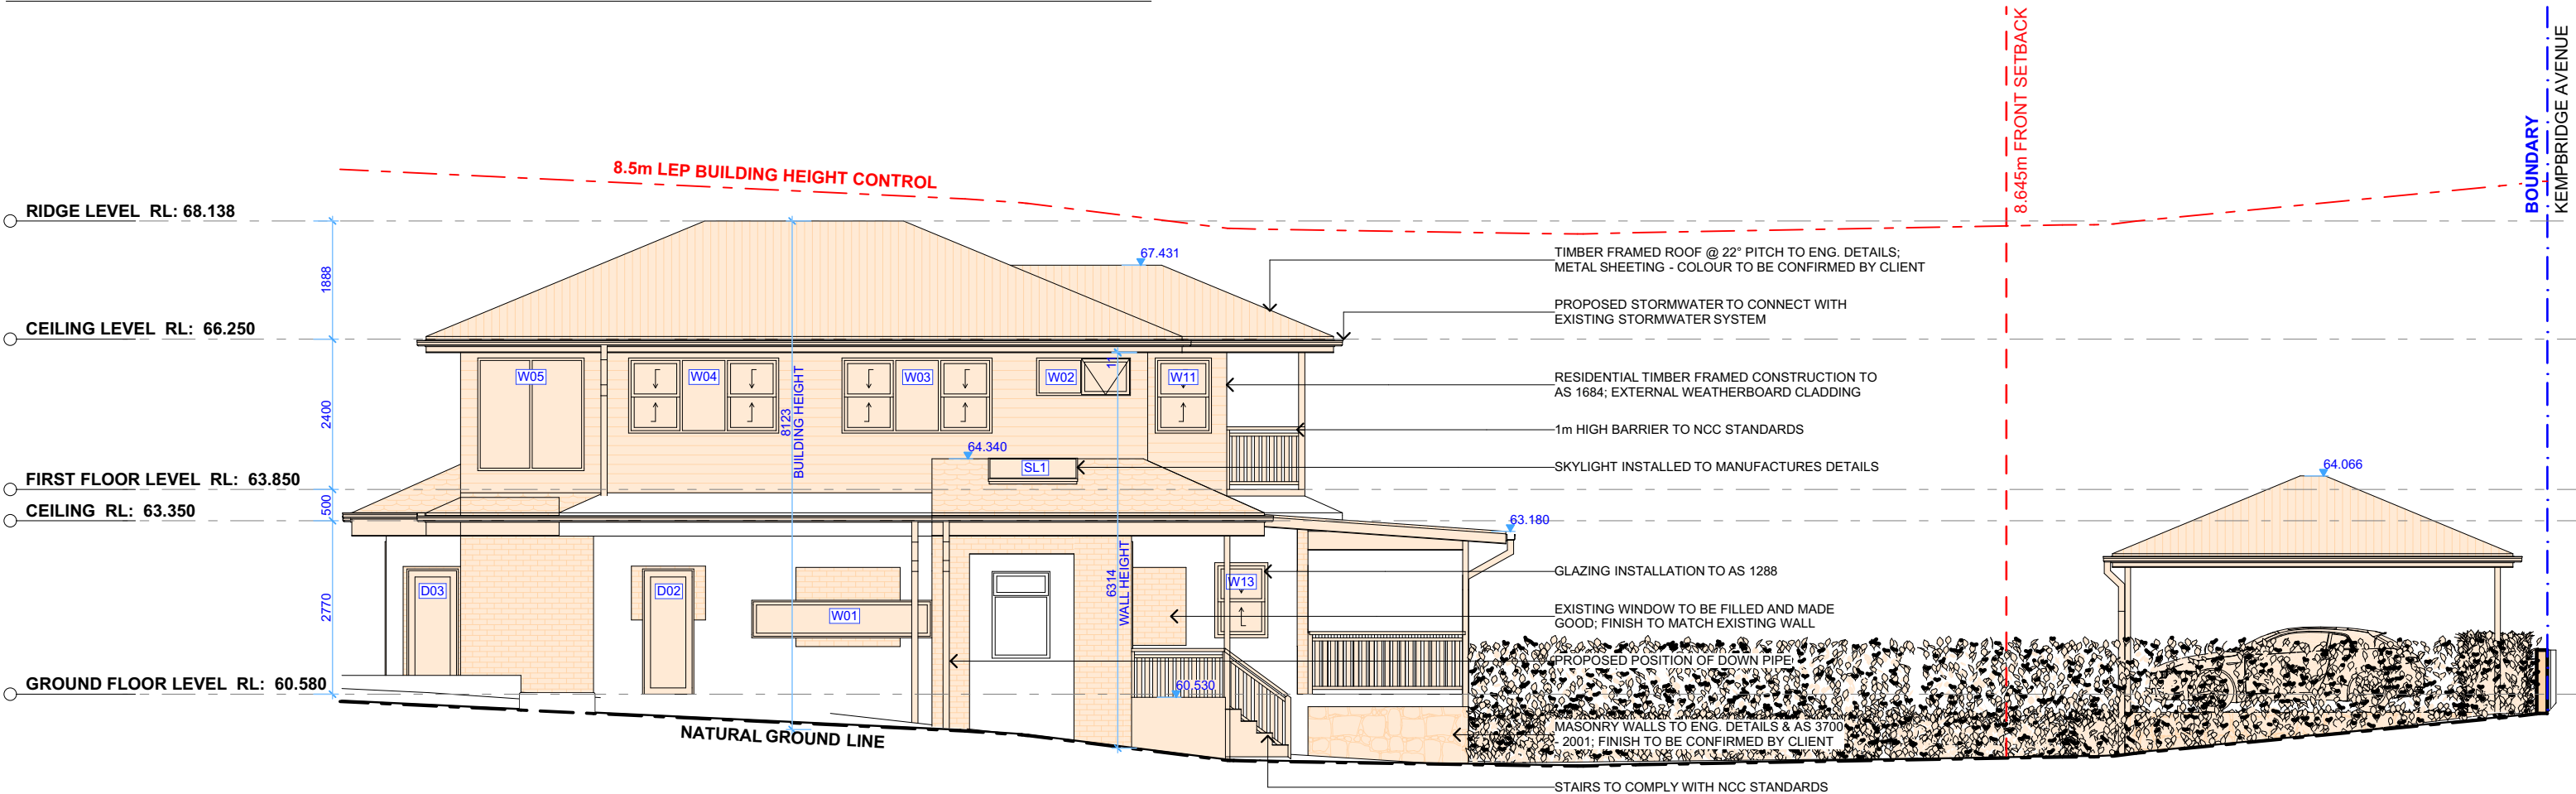 8.645m FRONT SETBACK
BOUNDARY
KEMPBRIDGE AVENUE
8.5m LEP BUILDING HEIGHT CONTROL
RIDGE LEVEL RL: 68.138
67.431
TIMBER FRAMED ROOF @ 22° PITCH TO ENG. DETAILS;
METAL SHEETING - COLOUR TO BE CONFIRMED BY CLIENT
1888
PROPOSED STORMWATER TO CONNECT WITH
EXISTING STORMWATER SYSTEM
CEILING LEVEL RL: 66.250
W05
W04
W03
W02
W11
RESIDENTIAL TIMBER FRAMED CONSTRUCTION TO
AS 1684; EXTERNAL WEATHERBOARD CLADDING
2400
8123
BUILDING HEIGHT
1m HIGH BARRIER TO NCC STANDARDS
64.340
SL1
SKYLIGHT INSTALLED TO MANUFACTURES DETAILS
64.066
FIRST FLOOR LEVEL RL: 63.850
500
CEILING RL: 63.350
63.180
2770
D03
D02
W01
6314
WALL HEIGHT
W13
GLAZING INSTALLATION TO AS 1288
EXISTING WINDOW TO BE FILLED AND MADE
GOOD; FINISH TO MATCH EXISTING WALL
PROPOSED POSITION OF DOWN PIPE
GROUND FLOOR LEVEL RL: 60.580
60.530
NATURAL GROUND LINE
MASONRY WALLS TO ENG. DETAILS & AS 3700
- 2001; FINISH TO BE CONFIRMED BY CLIENT
STAIRS TO COMPLY WITH NCC STANDARDS